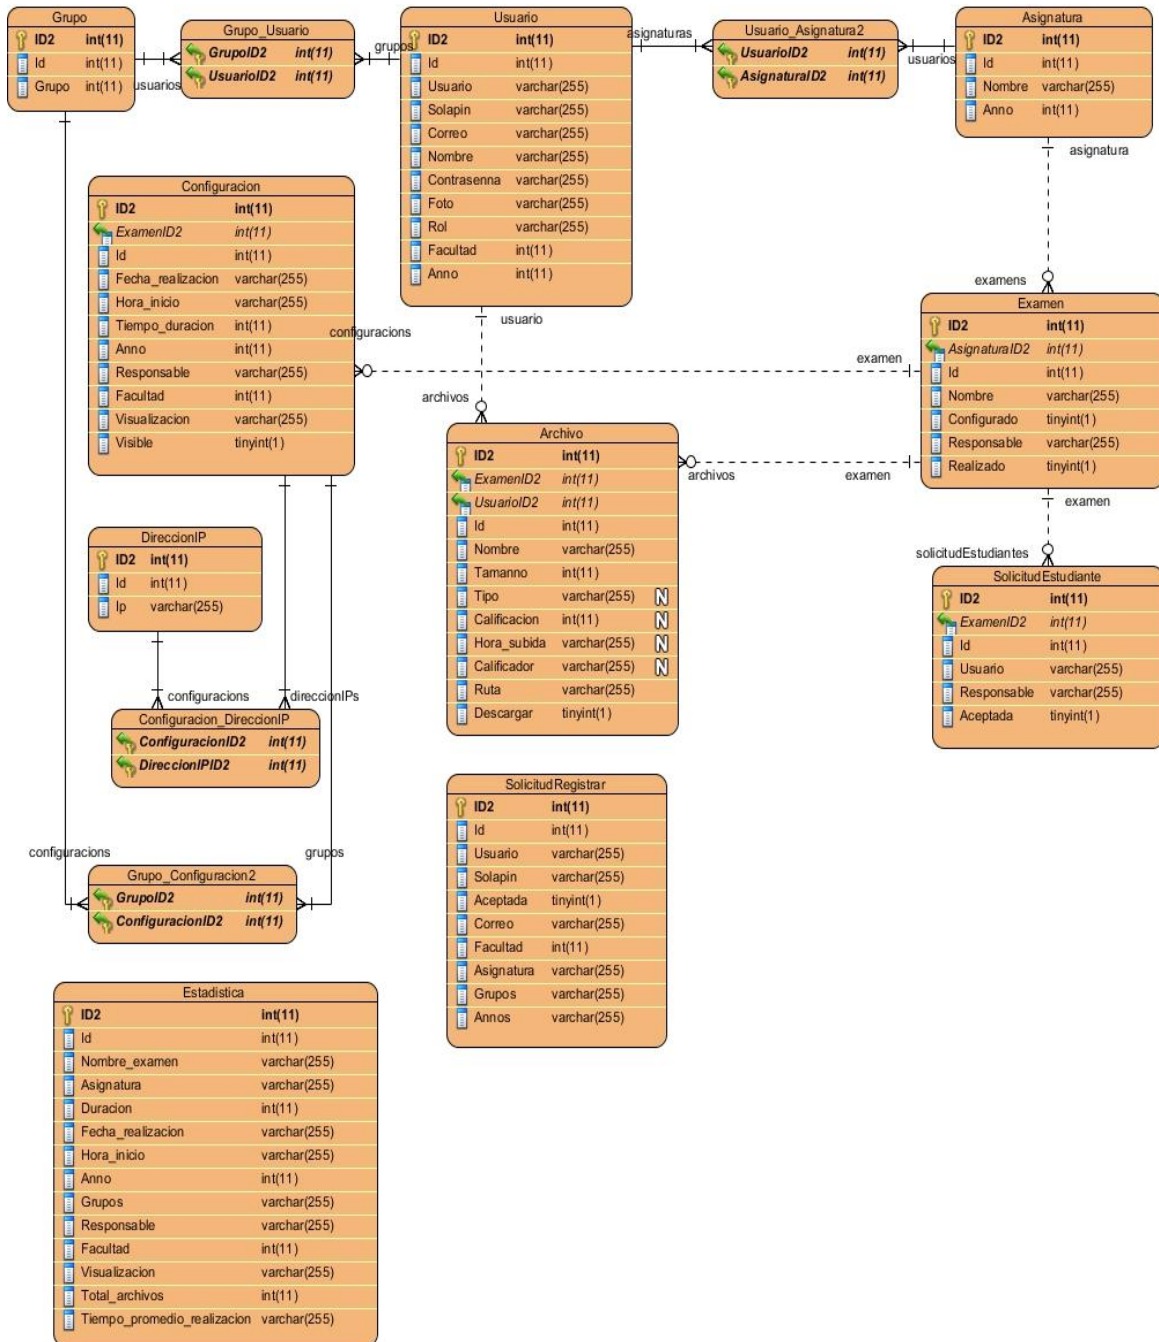 Grupo
ID2 int(11)
Id int(11)
Grupo int(11)
usuarios
Grupo_Usuario
GrupoID2 int(11)
UsuarioID2 int(11)
grupos
Usuario
ID2 int(11)
Id int(11)
Usuario varchar(255)
Solapin varchar(255)
Correo varchar(255)
Nombre varchar(255)
Contrasenna varchar(255)
Foto varchar(255)
Rol varchar(255)
Facultad int(11)
Anno int(11)
asignaturas
Usuario_Asignatura2
UsuarioID2 int(11)
AsignaturaID2 int(11)
usuarios
Asignatura
ID2 int(11)
Id int(11)
Nombre varchar(255)
Anno int(11)
asignatura
Configuracion
ID2 int(11)
ExamenID2 int(11)
Id int(11)
Fecha_realizacion varchar(255)
Hora_inicio varchar(255)
Tiempo_duracion int(11)
Anno int(11)
Responsable varchar(255)
Facultad int(11)
Visualizacion varchar(255)
Visible tinyint(1)
configuracions
usuario
archivos
examen
examens
Examen
ID2 int(11)
AsignaturaID2 int(11)
Id int(11)
Nombre varchar(255)
Configurado tinyint(1)
Responsable varchar(255)
Realizado tinyint(1)
Archivo
ID2 int(11)
ExamenID2 int(11)
UsuarioID2 int(11)
Id int(11)
Nombre varchar(255)
Tamanno int(11)
Tipo varchar(255) N
Calificacion int(11) N
Hora_subida varchar(255) N
Calificador varchar(255) N
Ruta varchar(255)
Descargar tinyint(1)
archivos
examen
examen
solicitudEstudiantes
SolicitudEstudiante
ID2 int(11)
ExamenID2 int(11)
Id int(11)
Usuario varchar(255)
Responsable varchar(255)
Aceptada tinyint(1)
DireccionIP
ID2 int(11)
Id int(11)
Ip varchar(255)
configuracions
direccionIPs
Configuracion_DireccionIP
ConfiguracionID2 int(11)
DireccionIPID2 int(11)
configuracions
grupos
Grupo_Configuracion2
GrupoID2 int(11)
ConfiguracionID2 int(11)
SolicitudRegistrar
ID2 int(11)
Id int(11)
Usuario varchar(255)
Solapin varchar(255)
Aceptada tinyint(1)
Correo varchar(255)
Facultad int(11)
Asignatura varchar(255)
Grupos varchar(255)
Annos varchar(255)
Estadistica
ID2 int(11)
Id int(11)
Nombre_examen varchar(255)
Asignatura varchar(255)
Duracion int(11)
Fecha_realizacion varchar(255)
Hora_inicio varchar(255)
Anno int(11)
Grupos varchar(255)
Responsable varchar(255)
Facultad int(11)
Visualizacion varchar(255)
Total_archivos int(11)
Tiempo_promedio_realizacion varchar(255)